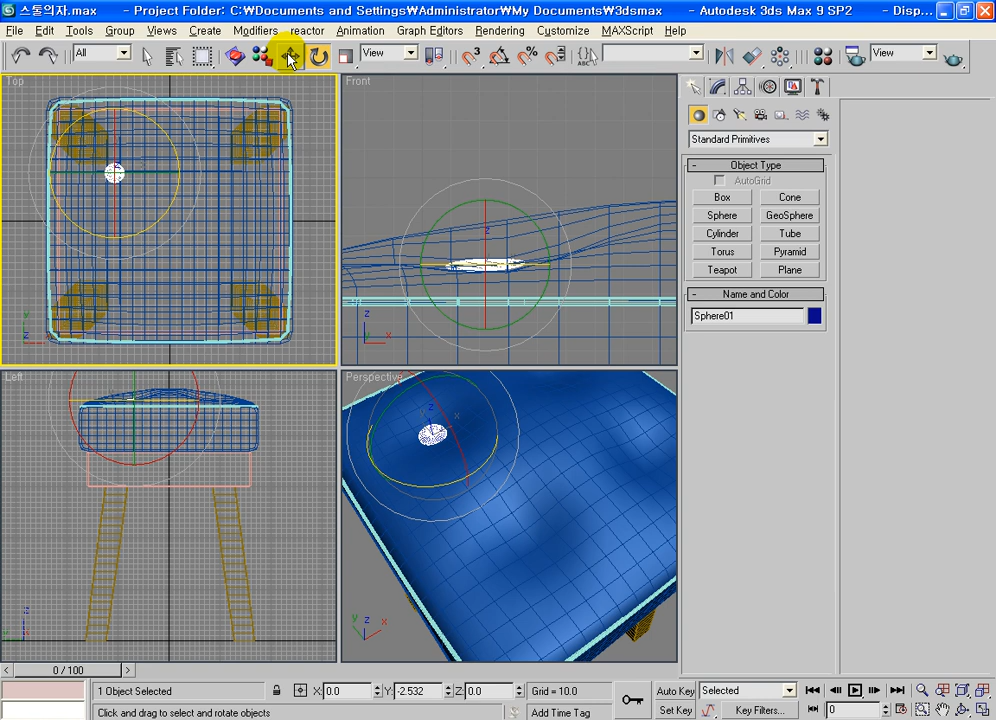 스툴의자.max - Project Folder: C:₩Documents and Settings₩Administrator₩My Documents₩3dsmax - Autodesk 3ds Max 9 SP2 - Disp...
File Edit Tools Group Views Create Modifiers reactor Animation Graph Editors Rendering Customize MAXScript Help
All View 3 View
Top
Front
Left
Perspective
Standard Primitives
Object Type
AutoGrid
Box Cone
Sphere GeoSphere
Cylinder Tube
Torus Pyramid
Teapot Plane
Name and Color
Sphere01
0 / 100
1 Object Selected X: 0.0 Y: -2.532 Z: 0.0 Grid = 10.0 Auto Key Selected
Click and drag to select and rotate objects Add Time Tag Set Key Key Filters... 0